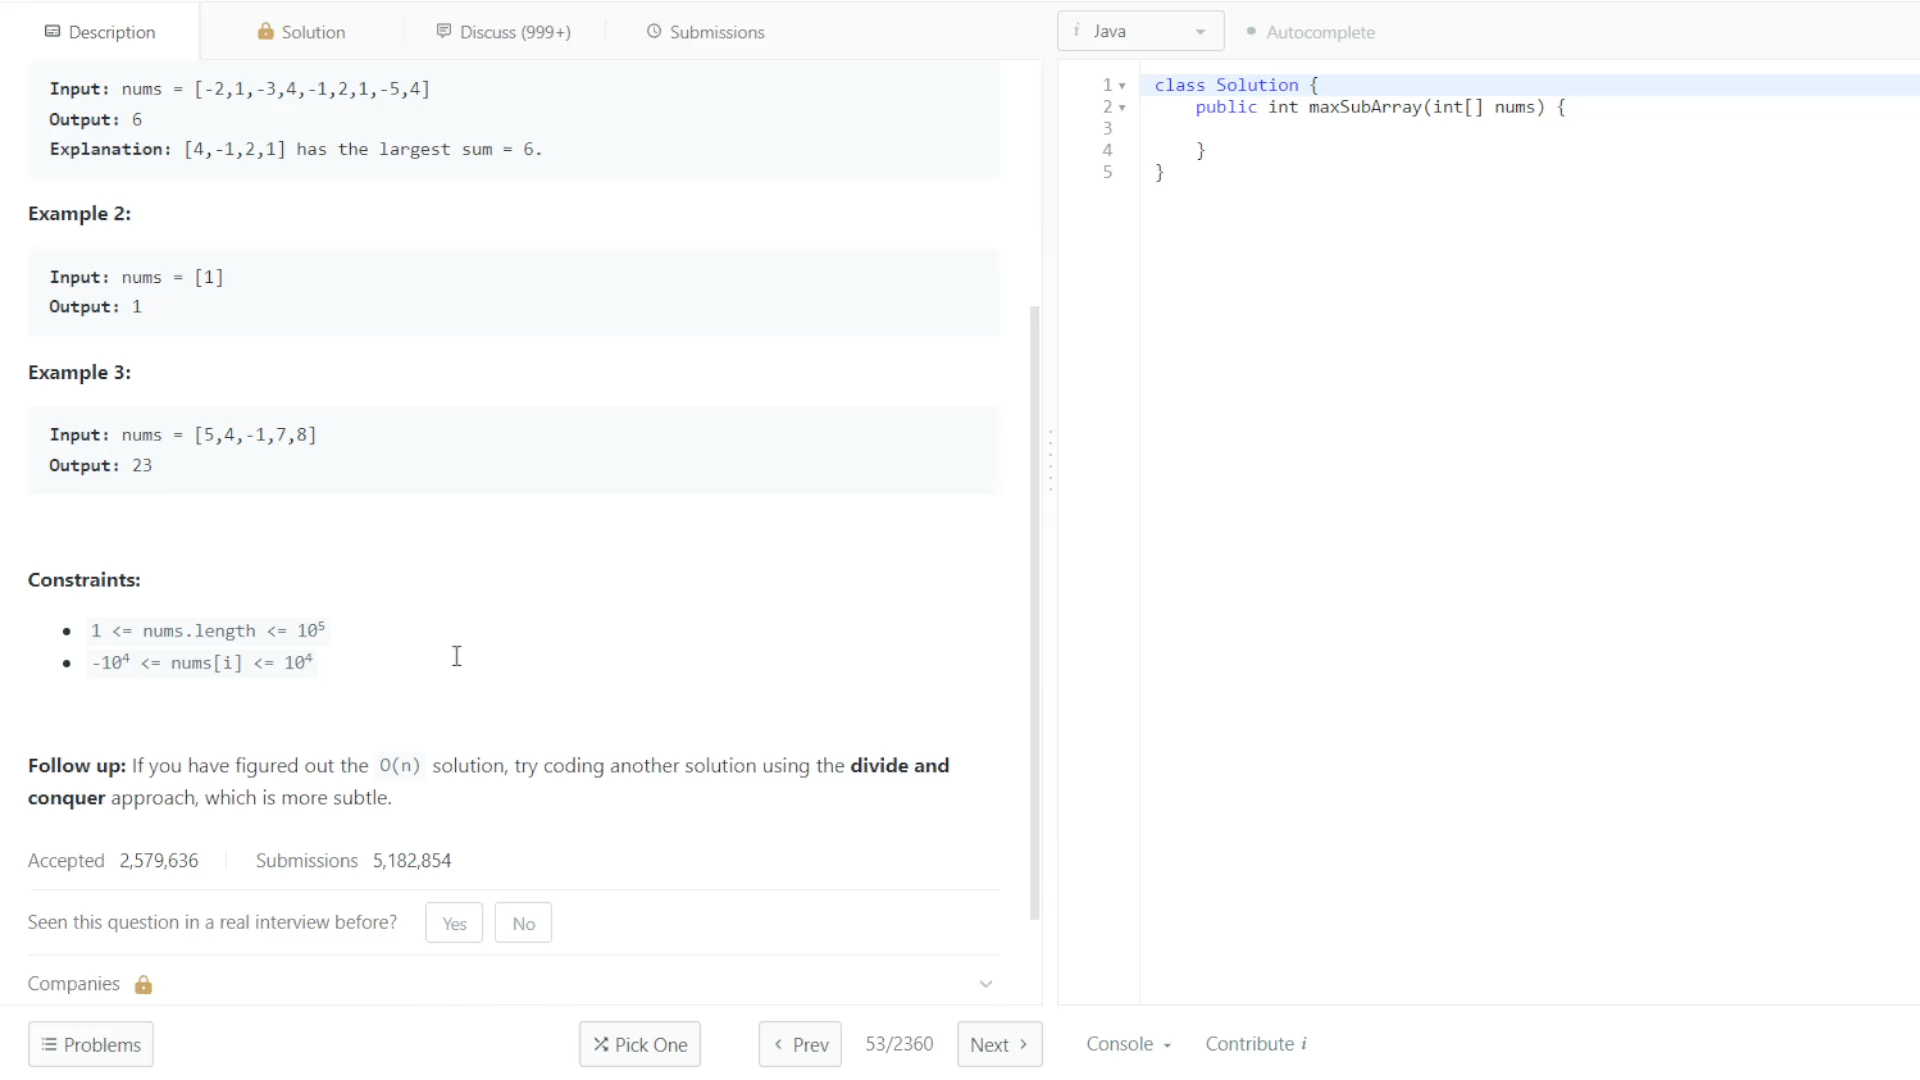 Description
Solution
Discuss (999+)
Submissions
i Java
Autocomplete
Input: nums = [-2,1,-3,4,-1,2,1,-5,4]
Output: 6
Explanation: [4,-1,2,1] has the largest sum = 6.
Example 2:
Input: nums = [1]
Output: 1
Example 3:
Input: nums = [5,4,-1,7,8]
Output: 23
Constraints:
• 1 <= nums.length <= 10⁵
• -10⁴ <= nums[i] <= 10⁴
Follow up: If you have figured out the O(n) solution, try coding another solution using the divide and
conquer approach, which is more subtle.
Accepted 2,579,636 Submissions 5,182,854
Seen this question in a real interview before? Yes No
Companies
1 class Solution {
2     public int maxSubArray(int[] nums) {
3
4     }
5 }
Problems
Pick One
Prev
53/2360
Next
Console
Contribute i